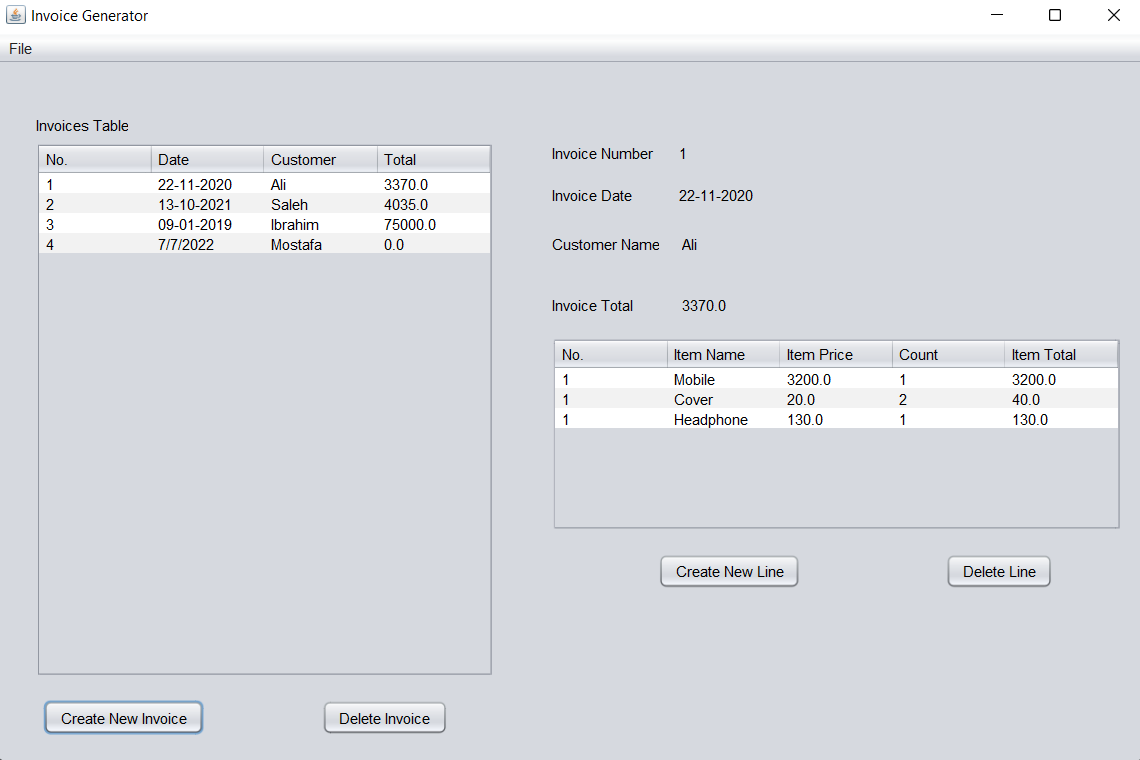 Invoice Generator
File
Invoices Table
No. Date Customer Total
1 22-11-2020 Ali 3370.0
2 13-10-2021 Saleh 4035.0
3 09-01-2019 Ibrahim 75000.0
4 7/7/2022 Mostafa 0.0
Create New Invoice Delete Invoice
Invoice Number 1
Invoice Date 22-11-2020
Customer Name Ali
Invoice Total 3370.0
No. Item Name Item Price Count Item Total
1 Mobile 3200.0 1 3200.0
1 Cover 20.0 2 40.0
1 Headphone 130.0 1 130.0
Create New Line Delete Line